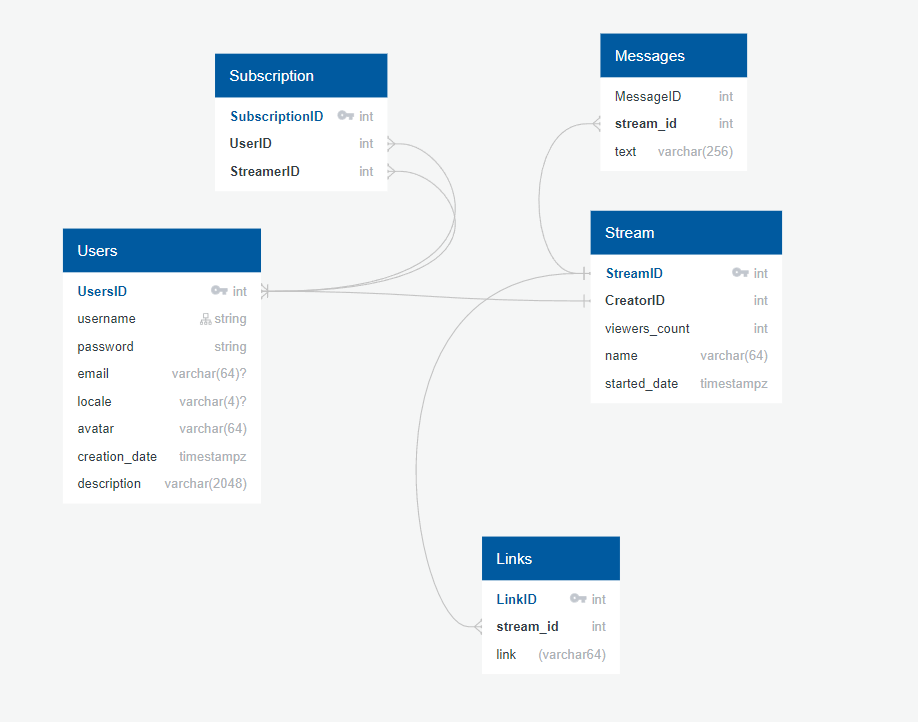 Subscription
SubscriptionID int
UserID int
StreamerID int
Messages
MessageID int
stream_id int
text varchar(256)
Users
UsersID int
username string
password string
email varchar(64)?
locale varchar(4)?
avatar varchar(64)
creation_date timestampz
description varchar(2048)
Stream
StreamID int
CreatorID int
viewers_count int
name varchar(64)
started_date timestampz
Links
LinkID int
stream_id int
link (varchar64)